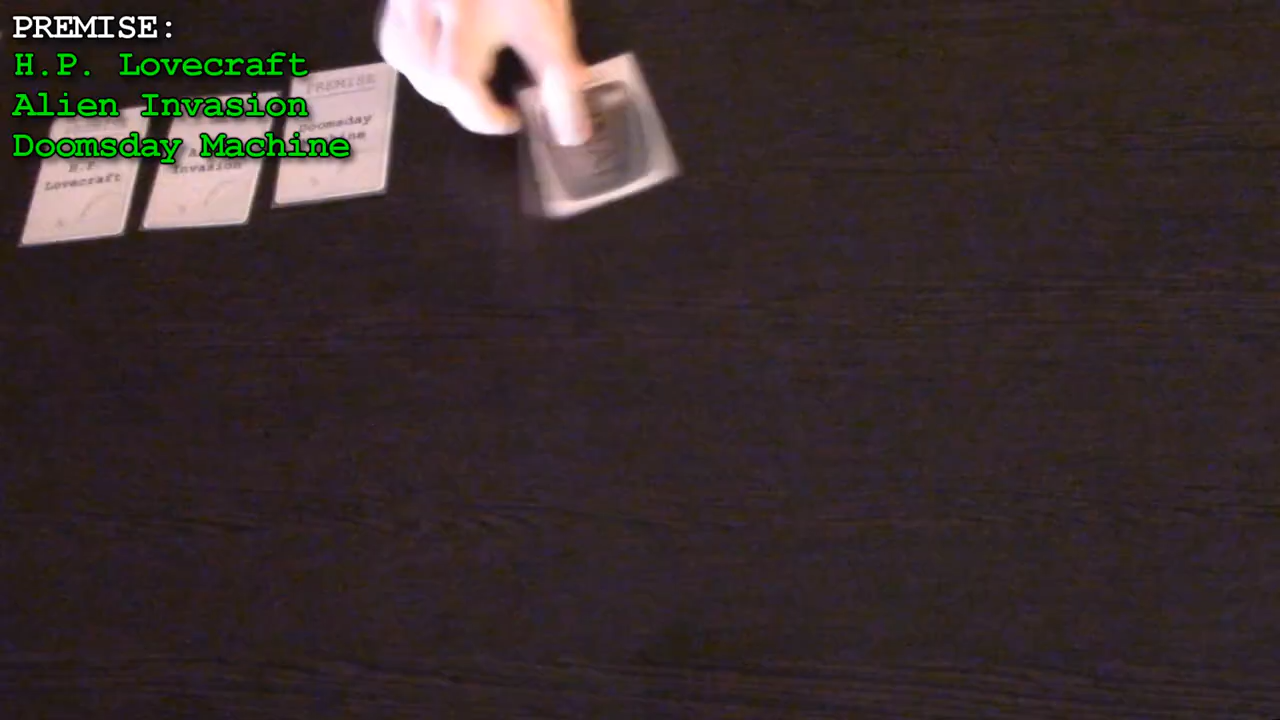 PREMISE:
H.P. Lovecraft
Alien Invasion
Doomsday Machine
H.P.
Lovecraft
Invasion
PREMISE
Doomsday